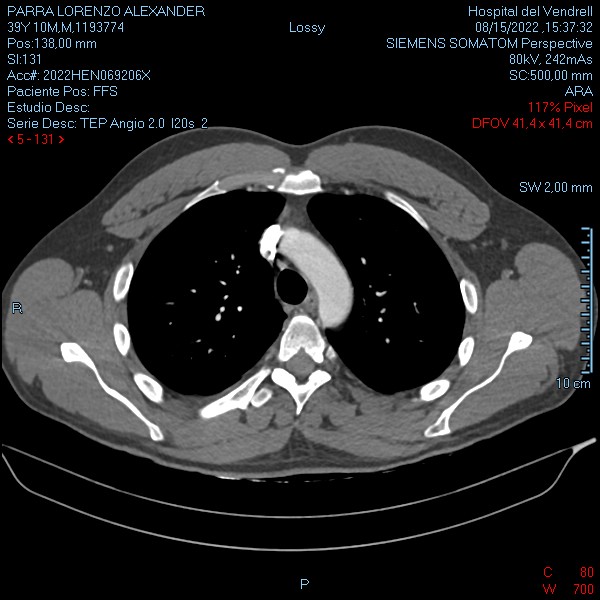 PARRA LORENZO ALEXANDER
39Y 10M,M,1193774
Pos:138,00 mm
SI:131
Acc#: 2022HEN069206X
Paciente Pos: FFS
Estudio Desc:
Serie Desc: TEP Angio 2.0 I20s 2
< 5 - 131 >
Lossy
Hospital del Vendrell
08/15/2022 ,15:37:32
SIEMENS SOMATOM Perspective
80kV, 242mAs
SC:500,00 mm
ARA
117% Pixel
DFOV 41,4 x 41,4 cm
SW 2,00 mm
R
10 cm
P
C 80
W 700